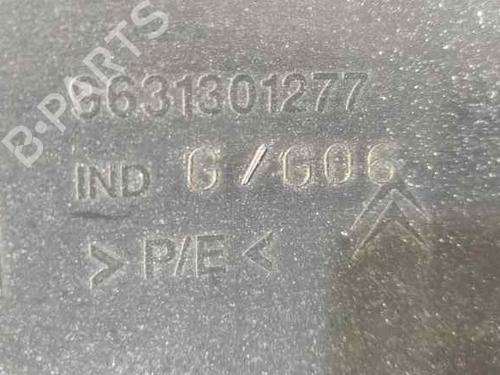 B-PARTS
9631301277
IND G/G06
> P/E <